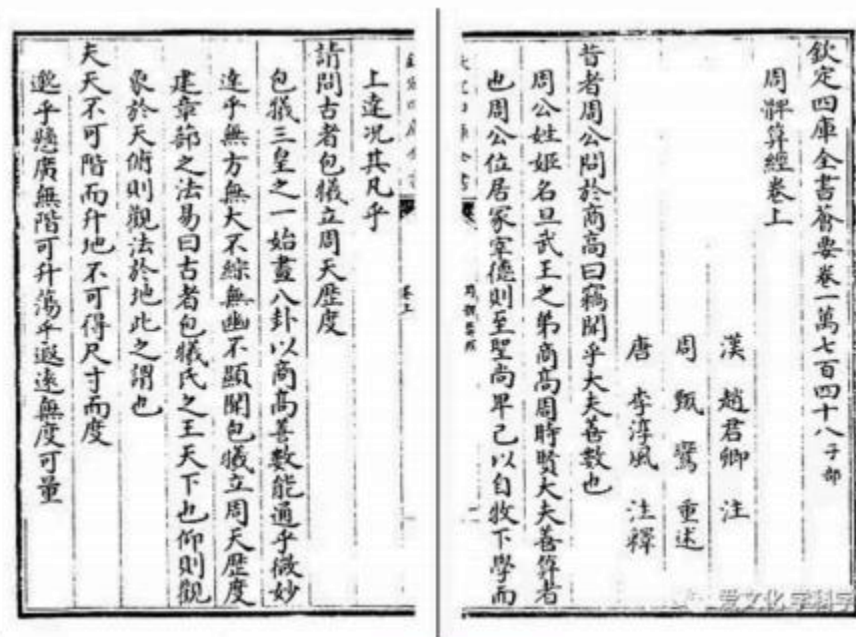 欽定四庫全書薈要卷一萬七百四十八子部
周髀算經卷上
漢 趙君卿 注
周 甄鸞 重述
唐 李淳風 注釋
昔者周公問於商高曰竊聞乎大夫善數也
周公姓姬名旦武王之弟商高周時賢大夫善算者
也周公位居冢宰德則至聖尚卑己以自牧下學而
上達況其凡乎
請問古者包犧立周天歷度
包犧三皇之一始畫八卦以商高善數能通乎微妙
達乎無方無大不綜無幽不顯聞包犧立周天歷度
建章蔀之法易曰古者包犧氏之王天下也仰則觀
象於天俯則觀法於地此之謂也
夫天不可階而升地不可得尺寸而度
邈乎懸廣無階可升蕩乎遐遠無度可量
卷上
愛文化学科学